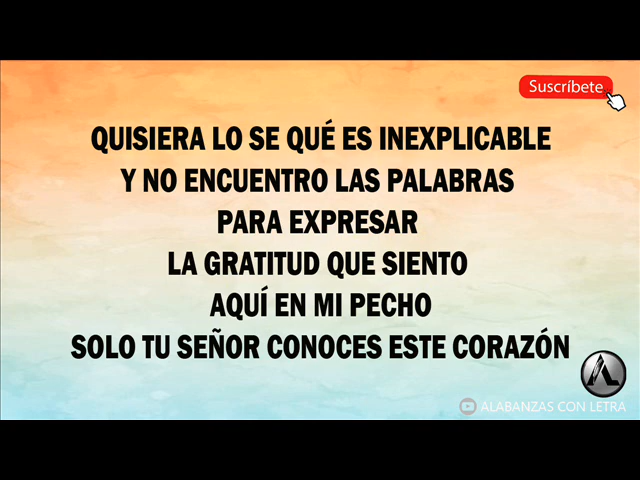 Suscríbete
QUISIERA LO SE QUÉ ES INEXPLICABLE
Y NO ENCUENTRO LAS PALABRAS
PARA EXPRESAR
LA GRATITUD QUE SIENTO
AQUÍ EN MI PECHO
SOLO TU SEÑOR CONOCES ESTE CORAZÓN
ALABANZAS CON LETRA